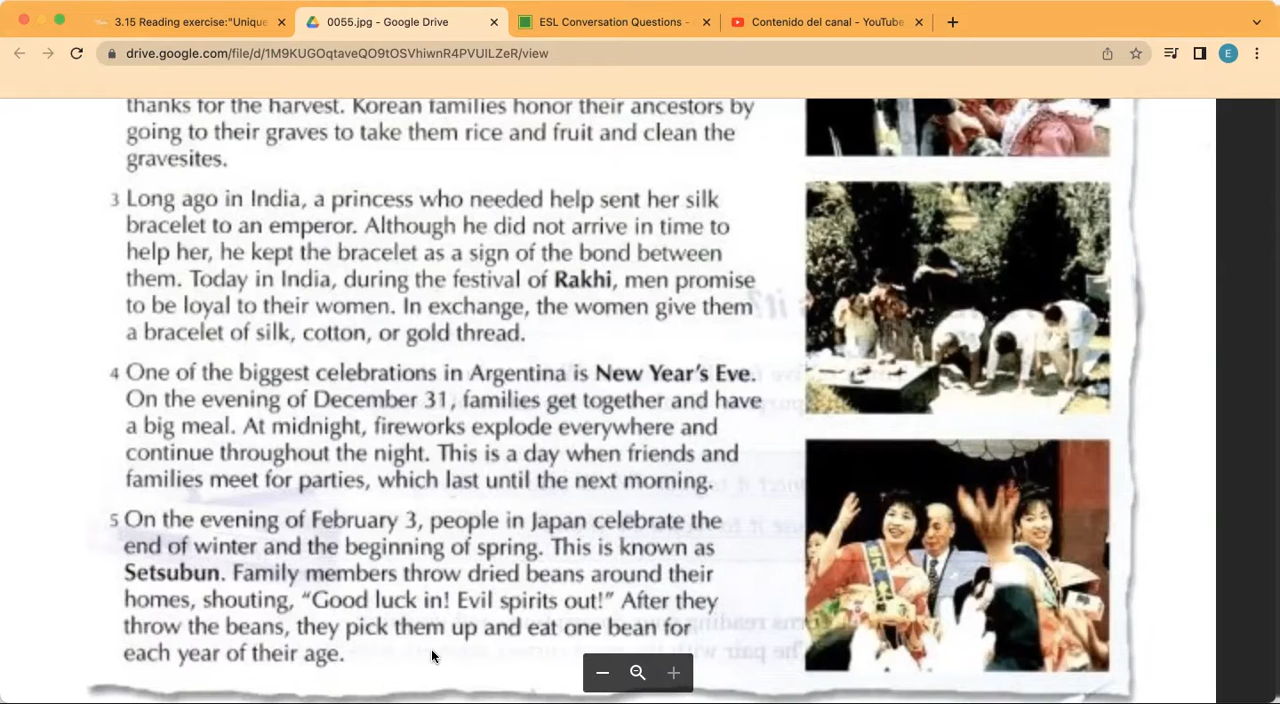 3.15 Reading exercise:"Unique
0055.jpg - Google Drive
ESL Conversation Questions -
Contenido del canal - YouTube
drive.google.com/file/d/1M9KUGOqtaveQO9tOSVhiwnR4PVUlLZeR/view
E
thanks for the harvest. Korean families honor their ancestors by
going to their graves to take them rice and fruit and clean the
gravesites.
3 Long ago in India, a princess who needed help sent her silk
bracelet to an emperor. Although he did not arrive in time to
help her, he kept the bracelet as a sign of the bond between
them. Today in India, during the festival of Rakhi, men promise
to be loyal to their women. In exchange, the women give them
a bracelet of silk, cotton, or gold thread.
4 One of the biggest celebrations in Argentina is New Year's Eve.
On the evening of December 31, families get together and have
a big meal. At midnight, fireworks explode everywhere and
continue throughout the night. This is a day when friends and
families meet for parties, which last until the next morning.
5 On the evening of February 3, people in Japan celebrate the
end of winter and the beginning of spring. This is known as
Setsubun. Family members throw dried beans around their
homes, shouting, "Good luck in! Evil spirits out!" After they
throw the beans, they pick them up and eat one bean for
each year of their age.